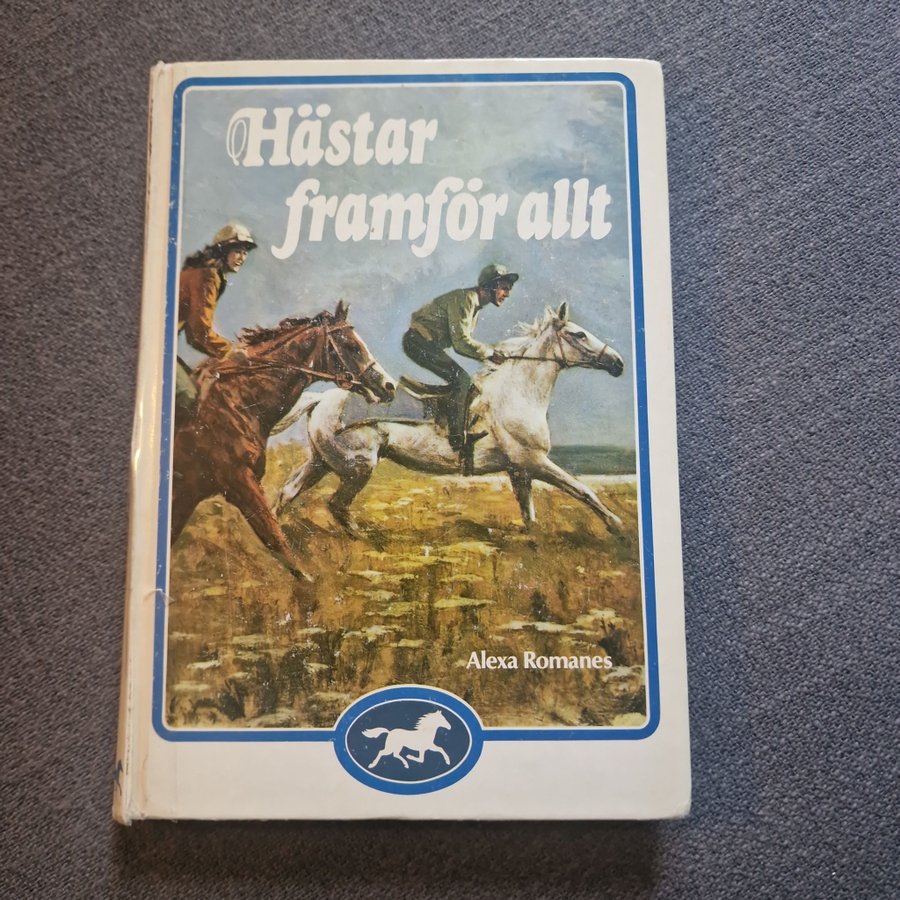 Hästar
framför allt
Alexa Romanes